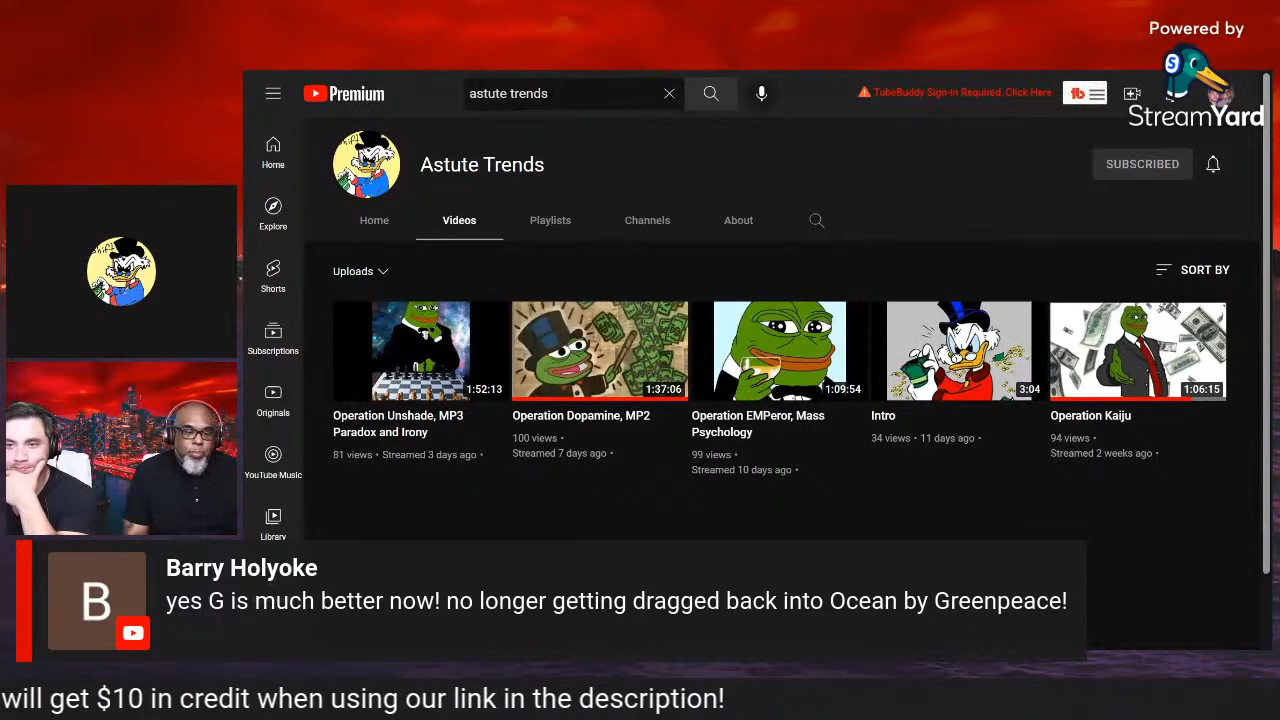 Powered by
StreamYard
Premium
astute trends
TubeBuddy Sign-in Required. Click Here
Home
Explore
Shorts
Subscriptions
Originals
YouTube Music
Library
Astute Trends
SUBSCRIBED
Home
Videos
Playlists
Channels
About
Uploads
SORT BY
1:52:13
Operation Unshade, MP3
Paradox and Irony
81 views • Streamed 3 days ago •
1:37:06
Operation Dopamine, MP2
100 views •
Streamed 7 days ago •
1:09:54
Operation EMPeror, Mass
Psychology
99 views •
Streamed 10 days ago •
3:04
Intro
34 views • 11 days ago •
1:06:15
Operation Kaiju
94 views •
Streamed 2 weeks ago •
B
Barry Holyoke
yes G is much better now! no longer getting dragged back into Ocean by Greenpeace!
will get $10 in credit when using our link in the description!